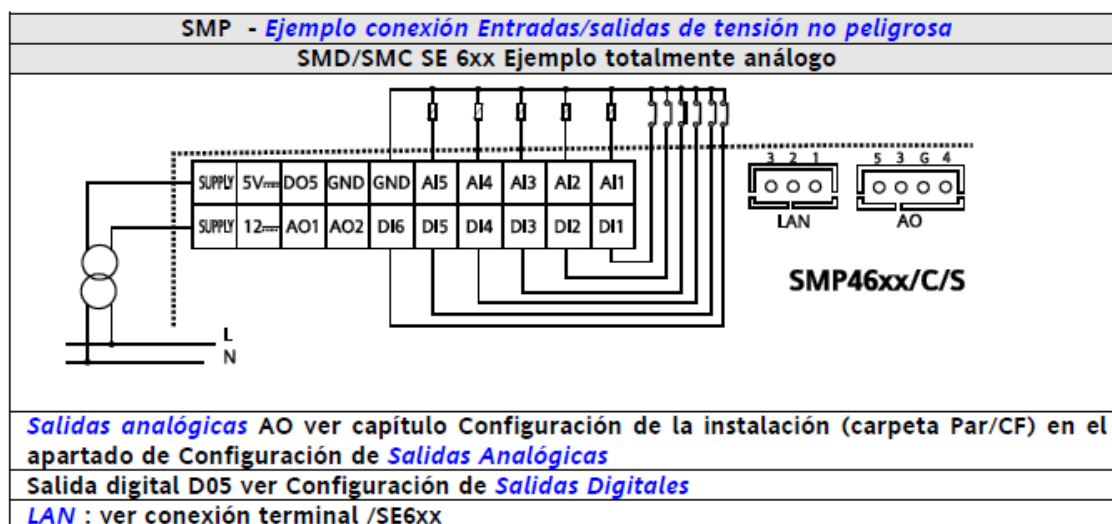 SMP - Ejemplo conexión Entradas/salidas de tensión no peligrosa
SMD/SMC SE 6xx Ejemplo totalmente análogo
3 2 1
5 3 G 4
SUPPLY 5V DO5 GND GND AI5 AI4 AI3 AI2 AI1
SUPPLY 12 AO1 AO2 DI6 DI5 DI4 DI3 DI2 DI1
LAN
AO
SMP46xx/C/S
L
N
Salidas analógicas AO ver capítulo Configuración de la instalación (carpeta Par/CF) en el
apartado de Configuración de Salidas Analógicas
Salida digital D05 ver Configuración de Salidas Digitales
LAN : ver conexión terminal /SE6xx